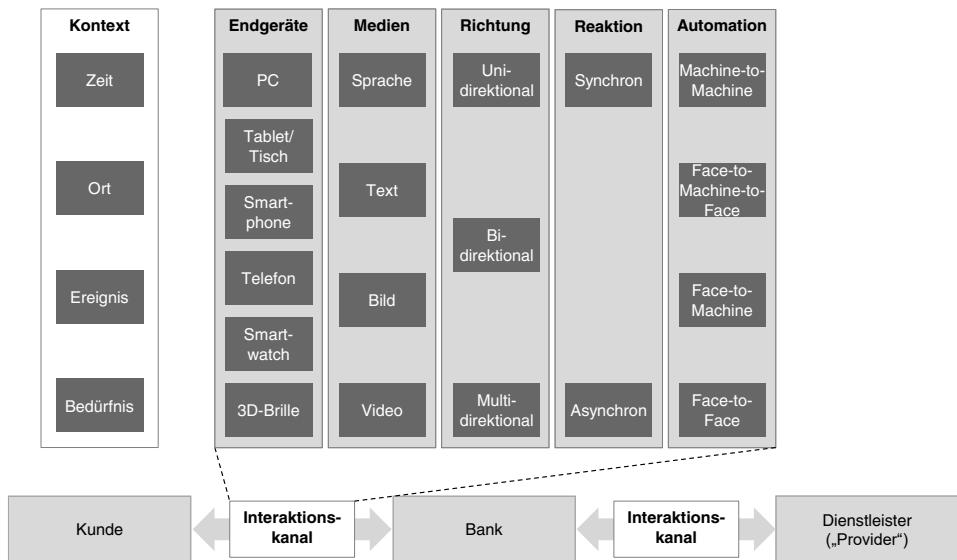 Kontext
Zeit
Ort
Ereignis
Bedürfnis
Endgeräte
PC
Tablet/
Tisch
Smart-
phone
Telefon
Smart-
watch
3D-Brille
Medien
Sprache
Text
Bild
Video
Richtung
Uni-
direktional
Bi-
direktional
Multi-
direktional
Reaktion
Synchron
Asynchron
Automation
Machine-to-
Machine
Face-to-
Machine-to-
Face
Face-to-
Machine
Face-to-
Face
Kunde
Interaktions-
kanal
Bank
Interaktions-
kanal
Dienstleister
(„Provider“)